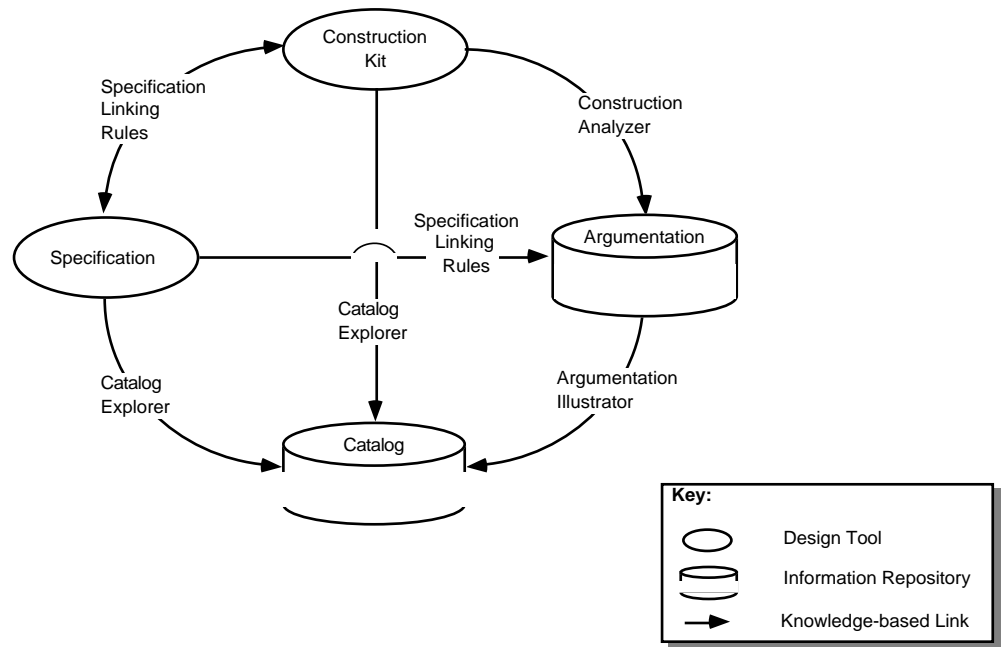 Construction
Kit
Specification
Linking
Rules
Construction
Analyzer
Specification
Linking
Rules
Argumentation
Specification
Catalog
Explorer
Catalog
Explorer
Argumentation
Illustrator
Catalog
Key:
Design Tool
Information Repository
Knowledge-based Link